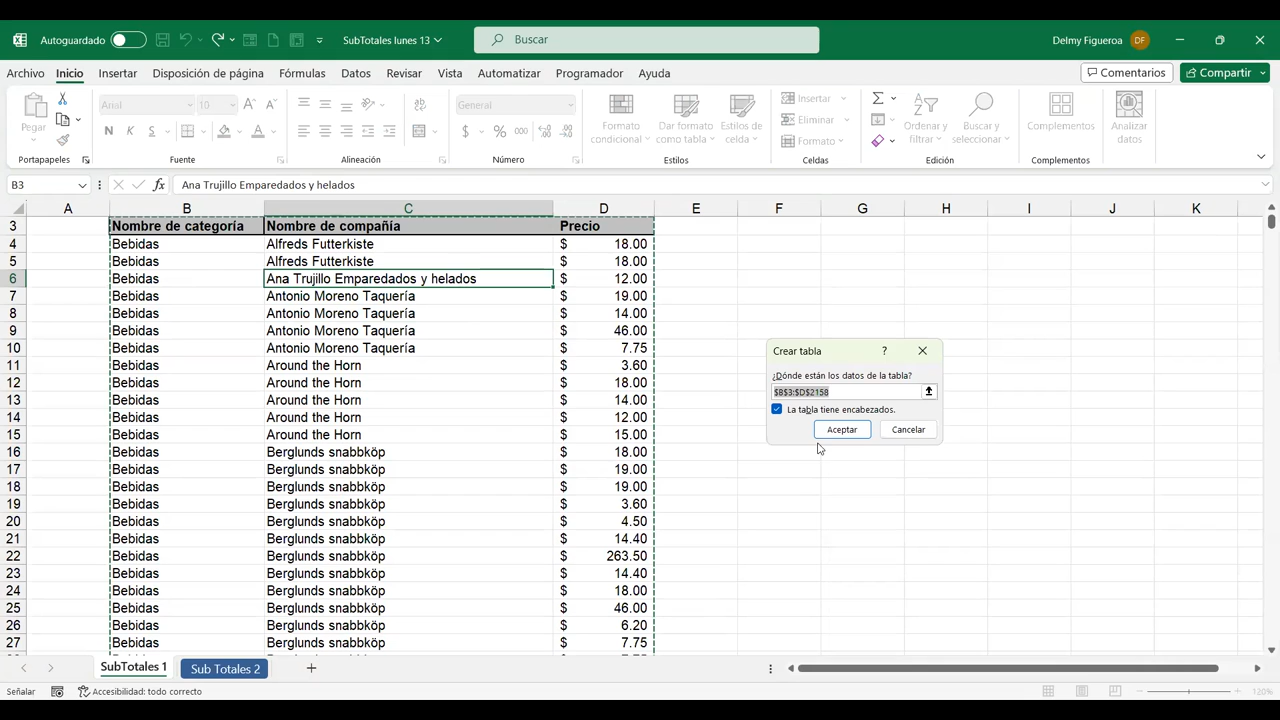 Autoguardado
SubTotales lunes 13
Buscar
Delmy Figueroa
DF
Archivo Inicio Insertar Disposición de página Fórmulas Datos Revisar Vista Automatizar Programador Ayuda
Comentarios
Compartir
Pegar
Portapapeles
Arial 10
N K S
Fuente
Alineación
General
$ % 000
Número
Formato condicional
Dar formato como tabla
Estilos de celda
Estilos
Insertar
Eliminar
Formato
Celdas
Ordenar y filtrar
Buscar y seleccionar
Edición
Complementos
Complementos
Analizar datos
B3
fx
Ana Trujillo Emparedados y helados
A B C D E F G H I J K
3 Nombre de categoría Nombre de compañía Precio
4 Bebidas Alfreds Futterkiste $ 18.00
5 Bebidas Alfreds Futterkiste $ 18.00
6 Bebidas Ana Trujillo Emparedados y helados $ 12.00
7 Bebidas Antonio Moreno Taquería $ 19.00
8 Bebidas Antonio Moreno Taquería $ 14.00
9 Bebidas Antonio Moreno Taquería $ 46.00
10 Bebidas Antonio Moreno Taquería $ 7.75
11 Bebidas Around the Horn $ 3.60
12 Bebidas Around the Horn $ 18.00
13 Bebidas Around the Horn $ 14.00
14 Bebidas Around the Horn $ 12.00
15 Bebidas Around the Horn $ 15.00
16 Bebidas Berglunds snabbköp $ 18.00
17 Bebidas Berglunds snabbköp $ 19.00
18 Bebidas Berglunds snabbköp $ 19.00
19 Bebidas Berglunds snabbköp $ 3.60
20 Bebidas Berglunds snabbköp $ 4.50
21 Bebidas Berglunds snabbköp $ 14.40
22 Bebidas Berglunds snabbköp $ 263.50
23 Bebidas Berglunds snabbköp $ 14.40
24 Bebidas Berglunds snabbköp $ 18.00
25 Bebidas Berglunds snabbköp $ 46.00
26 Bebidas Berglunds snabbköp $ 6.20
27 Bebidas Berglunds snabbköp $ 7.75
Crear tabla ?
¿Dónde están los datos de la tabla?
$B$3:$D$2158
La tabla tiene encabezados.
Aceptar Cancelar
SubTotales 1 Sub Totales 2
Señalar
Accesibilidad: todo correcto
120%